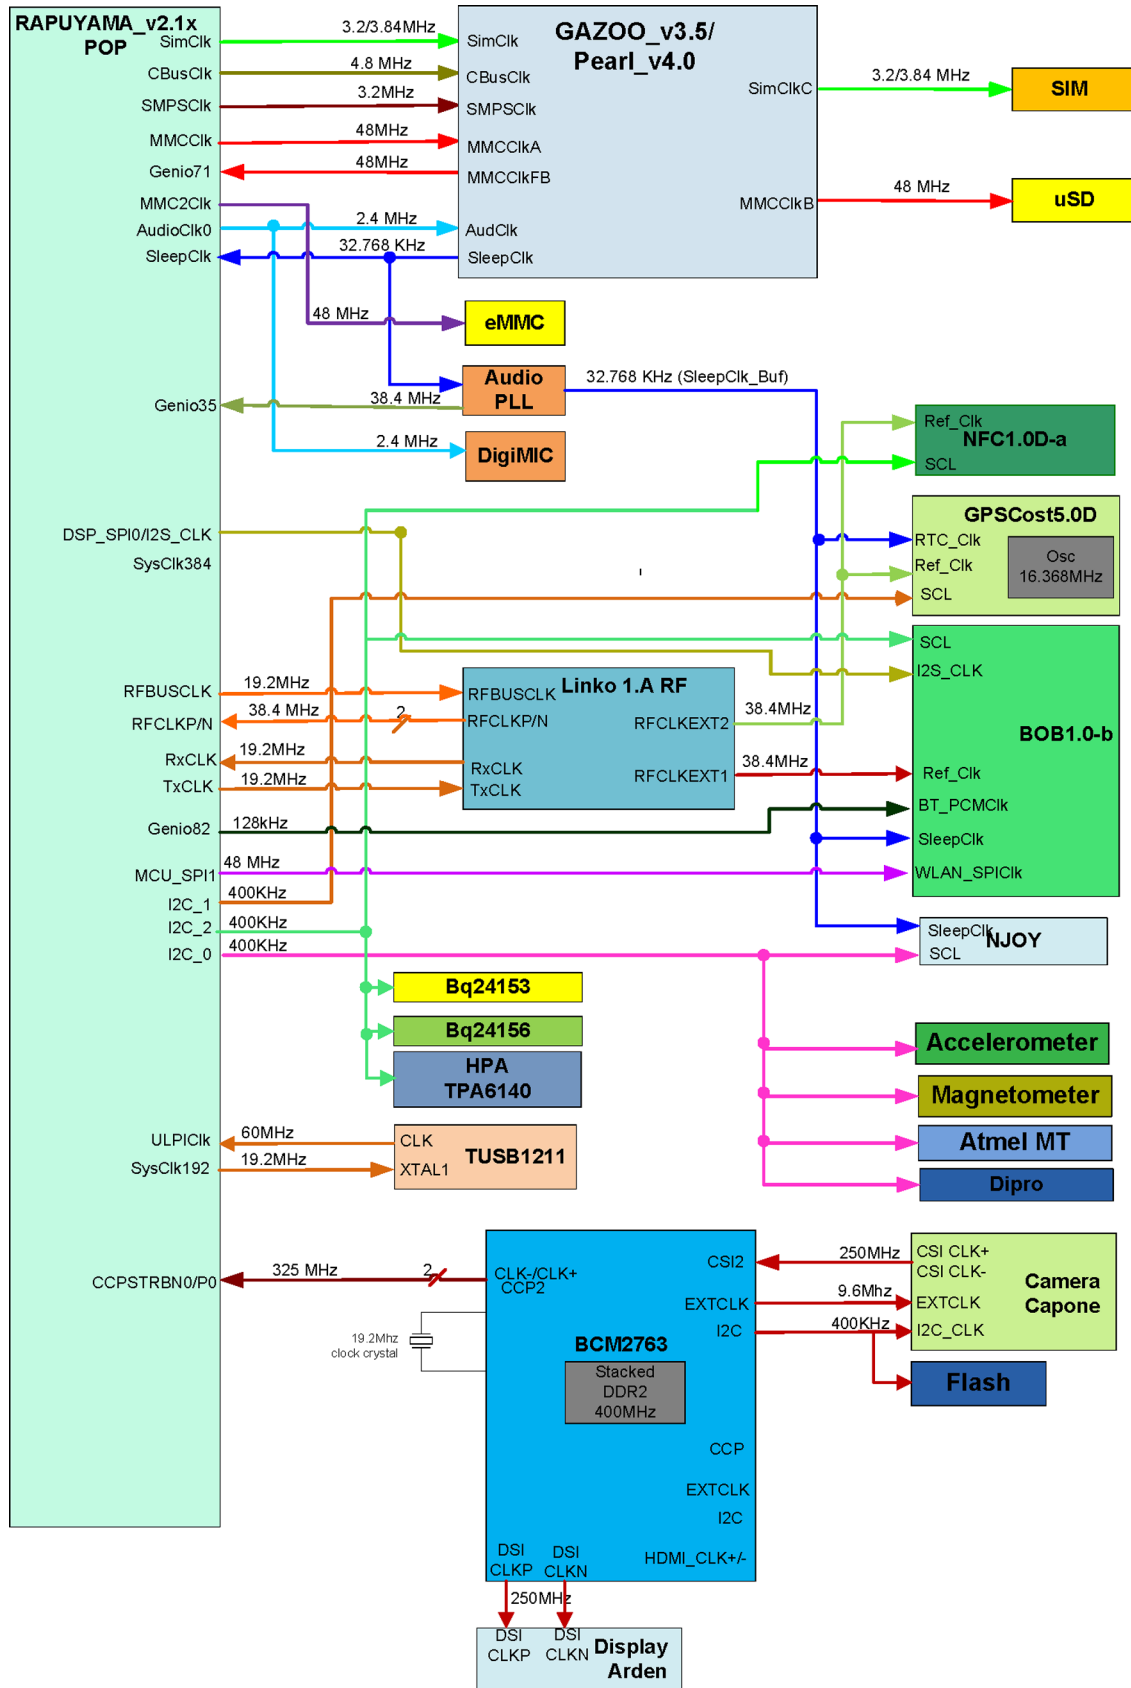 RAPUYAMA_v2.1x
POP
SimClk
CBusClk
SMPSClk
MMCClk
Genio71
MMC2Clk
AudioClk0
SleepClk
3.2/3.84MHz
4.8 MHz
3.2MHz
48MHz
48MHz
2.4 MHz
32.768 KHz
GAZOO_v3.5/
Pearl_v4.0
SimClk
CBusClk
SMPSClk
MMCClkA
MMCClkFB
AudClk
SleepClk
SimClkC
MMCClkB
3.2/3.84 MHz
SIM
48 MHz
uSD
48 MHz
eMMC
Audio
PLL
32.768 KHz (SleepClk_Buf)
Genio35
38.4 MHz
2.4 MHz
DigiMIC
Ref_Clk
NFC1.0D-a
SCL
DSP_SPI0/I2S_CLK
SysClk384
GPSCost5.0D
RTC_Clk
Ref_Clk
SCL
Osc
16.368MHz
SCL
I2S_CLK
BOB1.0-b
Ref_Clk
BT_PCMClk
SleepClk
WLAN_SPIClk
RFBUSCLK
RFCLKP/N
RxCLK
TxCLK
19.2MHz
38.4 MHz
2
19.2MHz
19.2MHz
Linko 1.A RF
RFBUSCLK
RFCLKP/N
RxCLK
TxCLK
RFCLKEXT2
RFCLKEXT1
38.4MHz
38.4MHz
Genio82
128kHz
MCU_SPI1
48 MHz
I2C_1
400KHz
I2C_2
400KHz
I2C_0
400KHz
SleepClk
NJOY
SCL
Bq24153
Bq24156
HPA
TPA6140
Accelerometer
Magnetometer
Atmel MT
Dipro
ULPIClk
60MHz
SysClk192
19.2MHz
CLK
TUSB1211
XTAL1
CCPSTRBN0/P0
325 MHz
2
CLK-/CLK+
CCP2
19.2Mhz
clock crystal
BCM2763
Stacked
DDR2
400MHz
CSI2
EXTCLK
I2C
CCP
EXTCLK
I2C
HDMI_CLK+/-
DSI
CLKP
DSI
CLKN
250MHz
9.6Mhz
400KHz
CSI CLK+
CSI CLK-
EXTCLK
I2C_CLK
Camera
Capone
Flash
250MHz
DSI
CLKP
DSI
CLKN
Display
Arden